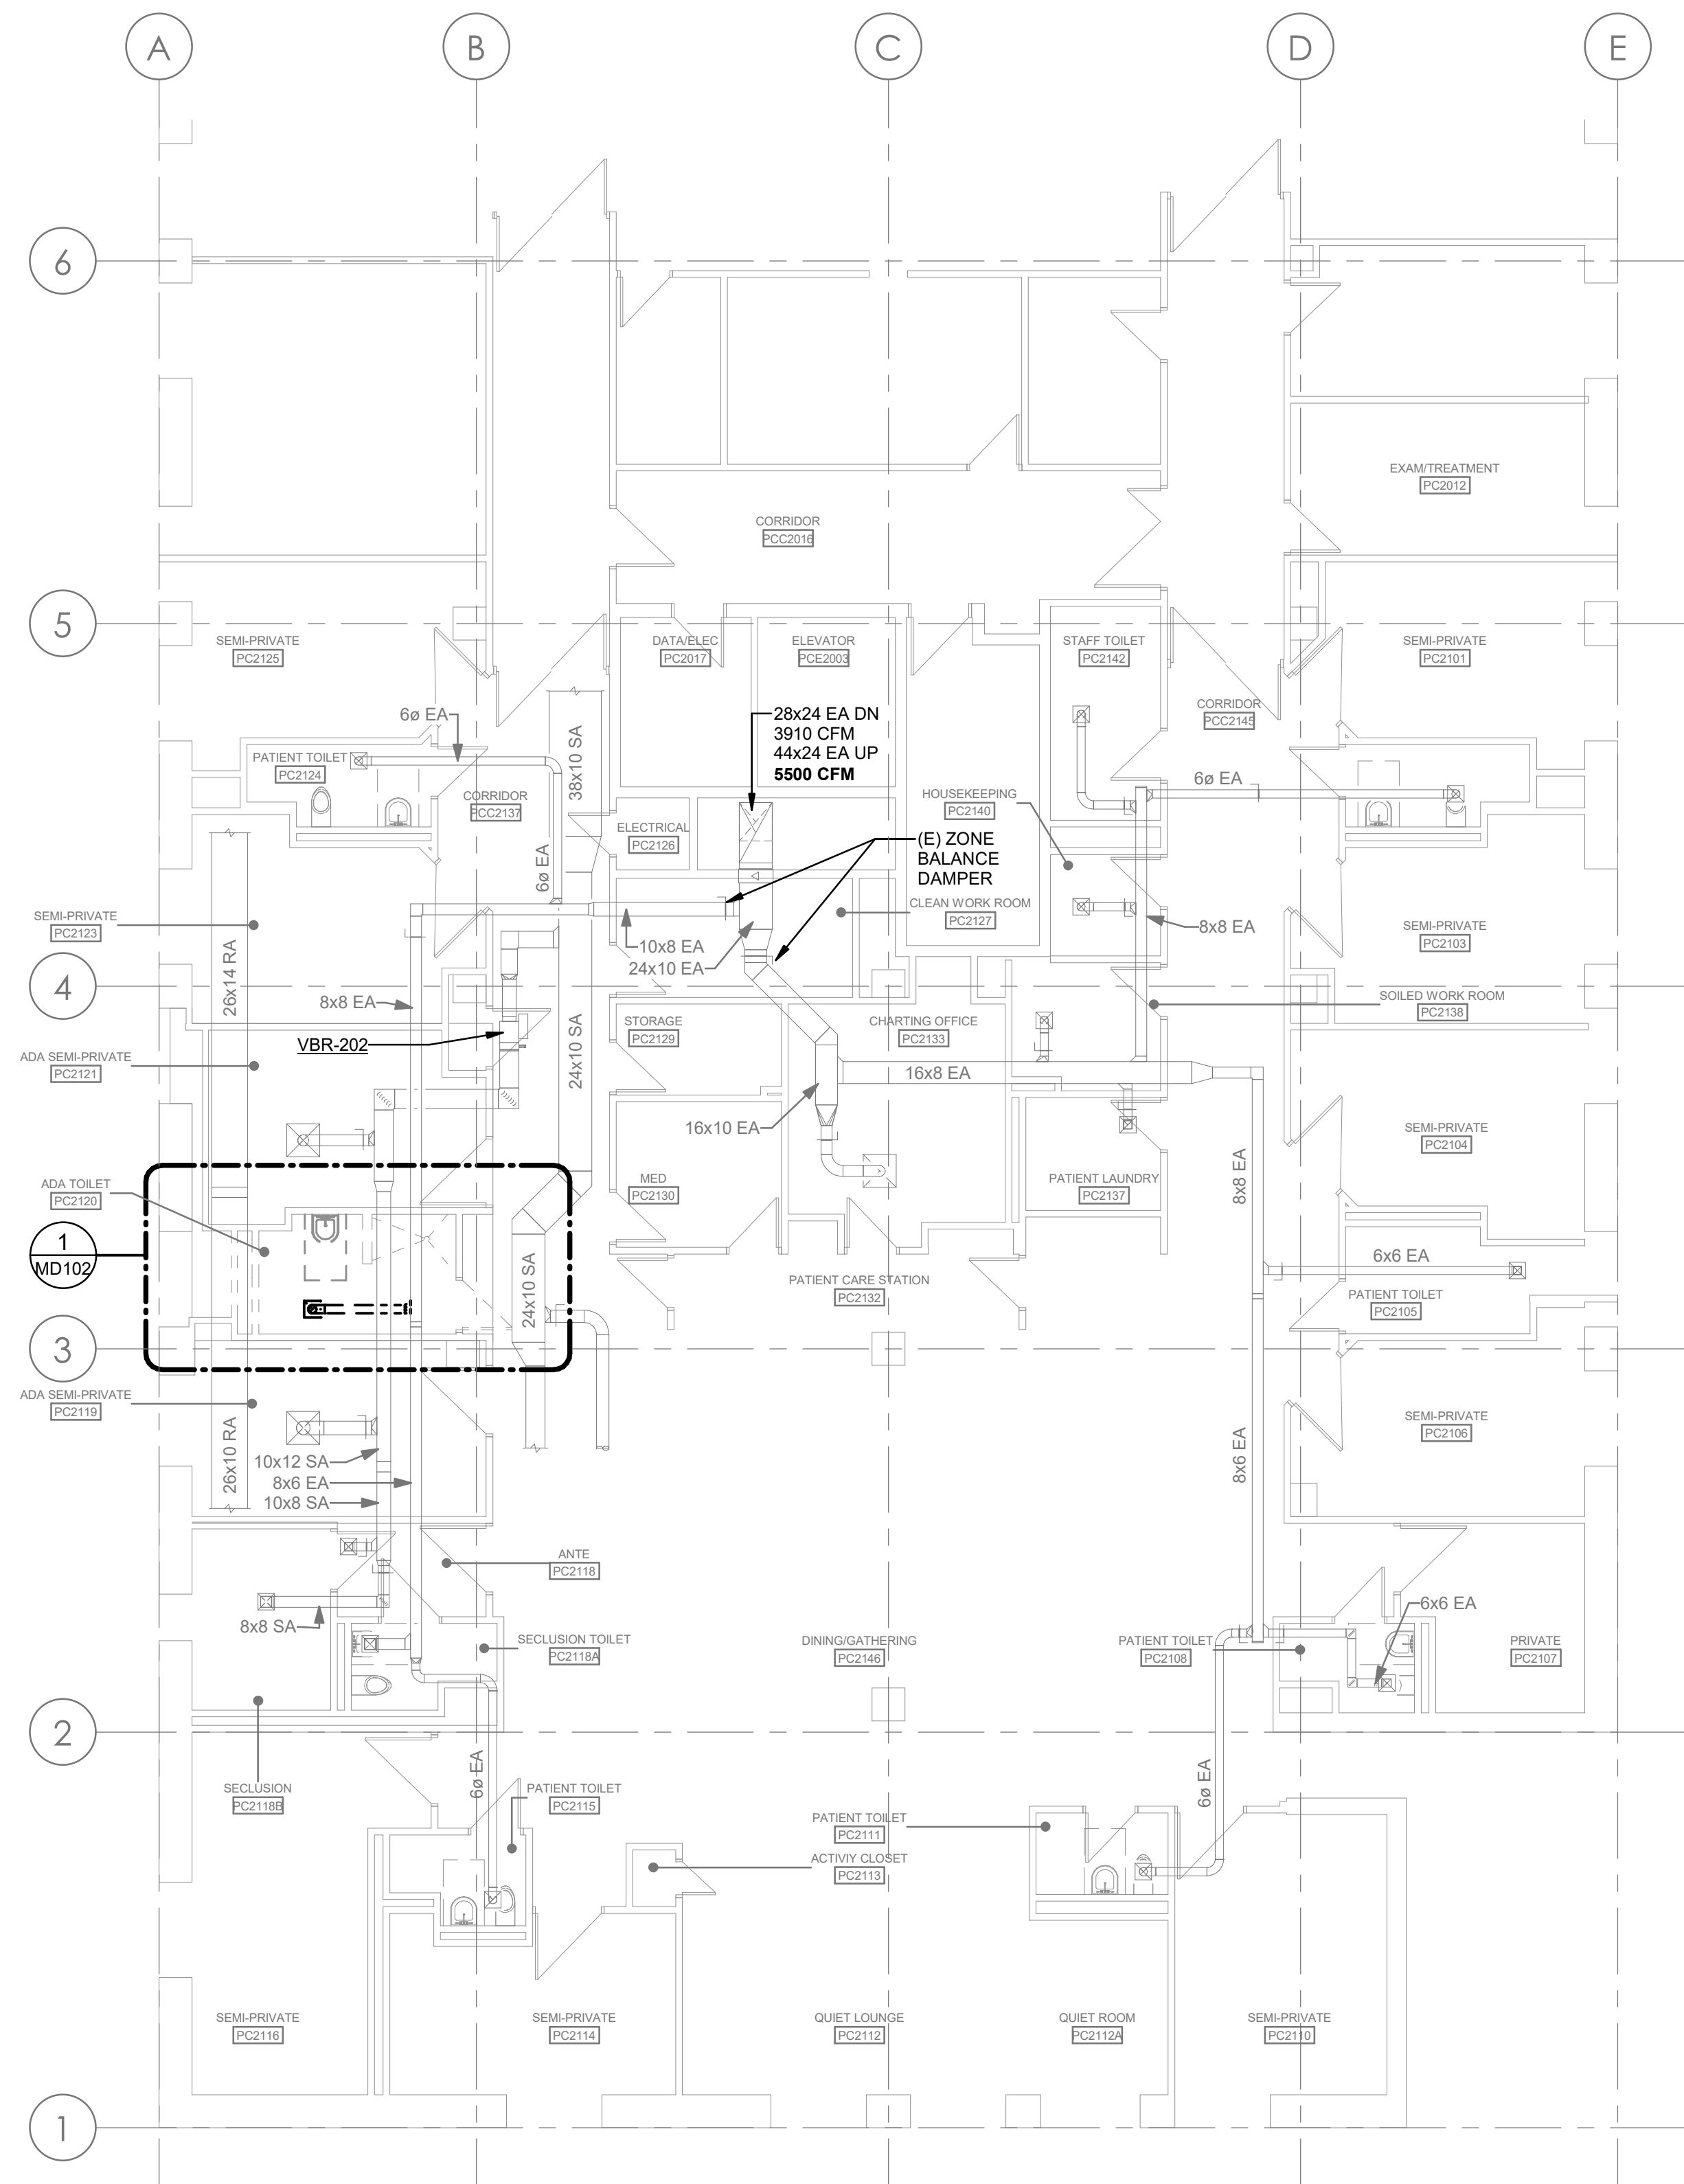 A
B
C
D
E
6
EXAM/TREATMENT
PC2012
CORRIDOR
PCC2016
5
SEMI-PRIVATE
PC2125
DATA/ELEC
PC2017
ELEVATOR
PCE2003
STAFF TOILET
PC2142
SEMI-PRIVATE
PC2101
CORRIDOR
PCC2145
6ø EA
28x24 EA DN
3910 CFM
44x24 EA UP
5500 CFM
38x10 SA
PATIENT TOILET
PC2124
CORRIDOR
PCC2137
6ø EA
HOUSEKEEPING
PC2140
ELECTRICAL
PC2126
(E) ZONE
BALANCE
DAMPER
6ø EA
CLEAN WORK ROOM
PC2127
SEMI-PRIVATE
PC2123
SEMI-PRIVATE
PC2103
8x8 EA
26x14 RA
10x8 EA
24x10 EA
4
8x8 EA
SOILED WORK ROOM
PC2138
STORAGE
PC2129
CHARTING OFFICE
PC2133
VBR-202
24x10 SA
ADA SEMI-PRIVATE
PC2121
16x8 EA
16x10 EA
SEMI-PRIVATE
PC2104
8x8 EA
ADA TOILET
PC2120
MED
PC2130
PATIENT LAUNDRY
PC2137
1
MD102
24x10 SA
6x6 EA
PATIENT CARE STATION
PC2132
PATIENT TOILET
PC2105
3
ADA SEMI-PRIVATE
PC2119
SEMI-PRIVATE
PC2106
26x10 RA
8x6 EA
10x12 SA
8x6 EA
10x8 SA
ANTE
PC2118
8x8 SA
6x6 EA
SECLUSION TOILET
PC2118A
DINING/GATHERING
PC2146
PATIENT TOILET
PC2108
PRIVATE
PC2107
2
6ø EA
6ø EA
SECLUSION
PC2118B
PATIENT TOILET
PC2115
PATIENT TOILET
PC2111
ACTIVIY CLOSET
PC2113
SEMI-PRIVATE
PC2116
SEMI-PRIVATE
PC2114
QUIET LOUNGE
PC2112
QUIET ROOM
PC2112A
SEMI-PRIVATE
PC2110
1